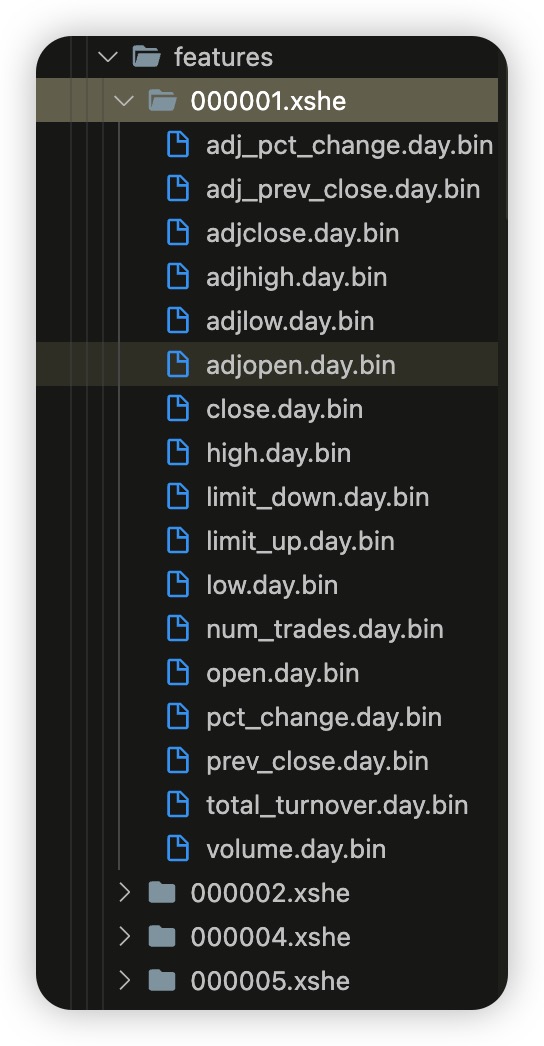 features
000001.xshe
adj_pct_change.day.bin
adj_prev_close.day.bin
adjclose.day.bin
adjhigh.day.bin
adjlow.day.bin
adjopen.day.bin
close.day.bin
high.day.bin
limit_down.day.bin
limit_up.day.bin
low.day.bin
num_trades.day.bin
open.day.bin
pct_change.day.bin
prev_close.day.bin
total_turnover.day.bin
volume.day.bin
000002.xshe
000004.xshe
000005.xshe